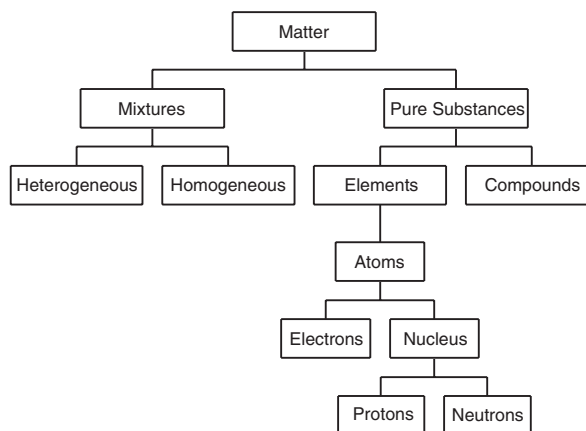 Matter
Mixtures
Pure Substances
Heterogeneous
Homogeneous
Elements
Compounds
Atoms
Electrons
Nucleus
Protons
Neutrons